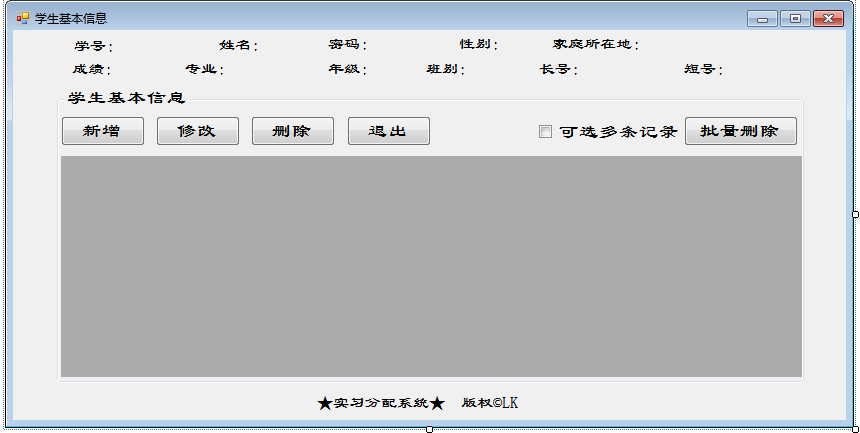 学生基本信息
学号： 姓名： 密码： 性别： 家庭所在地：
成绩： 专业： 年级： 班别： 长号： 短号：
学生基本信息
新增 修改 删除 退出 可选多条记录 批量删除
★实习分配系统★ 版权©LK